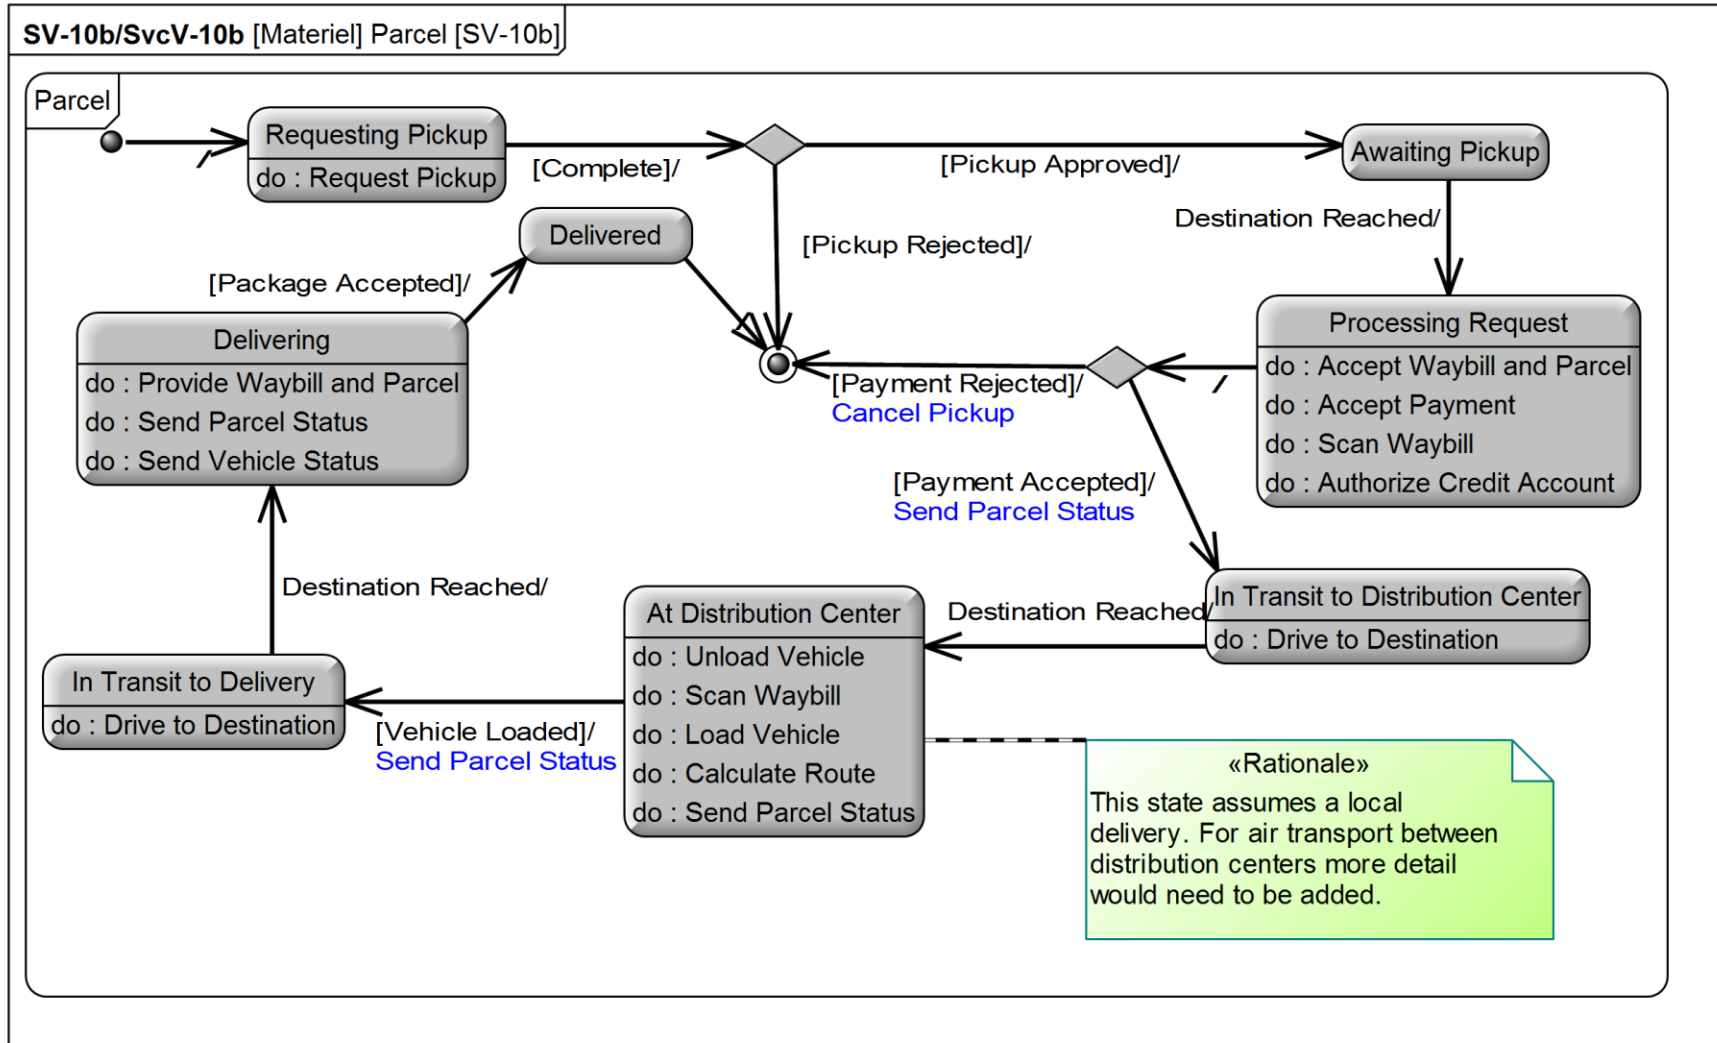 SV-10b/SvcV-10b [Materiel] Parcel [SV-10b]
Parcel
Requesting Pickup
do : Request Pickup
/
[Complete]/
[Pickup Approved]/
Awaiting Pickup
Destination Reached/
[Pickup Rejected]/
Delivered
/
[Package Accepted]/
Delivering
do : Provide Waybill and Parcel
do : Send Parcel Status
do : Send Vehicle Status
Processing Request
do : Accept Waybill and Parcel
do : Accept Payment
do : Scan Waybill
do : Authorize Credit Account
/
[Payment Rejected]/
Cancel Pickup
[Payment Accepted]/
Send Parcel Status
In Transit to Distribution Center
do : Drive to Destination
Destination Reached/
At Distribution Center
do : Unload Vehicle
do : Scan Waybill
do : Load Vehicle
do : Calculate Route
do : Send Parcel Status
[Vehicle Loaded]/
Send Parcel Status
In Transit to Delivery
do : Drive to Destination
Destination Reached/
«Rationale»
This state assumes a local
delivery. For air transport between
distribution centers more detail
would need to be added.